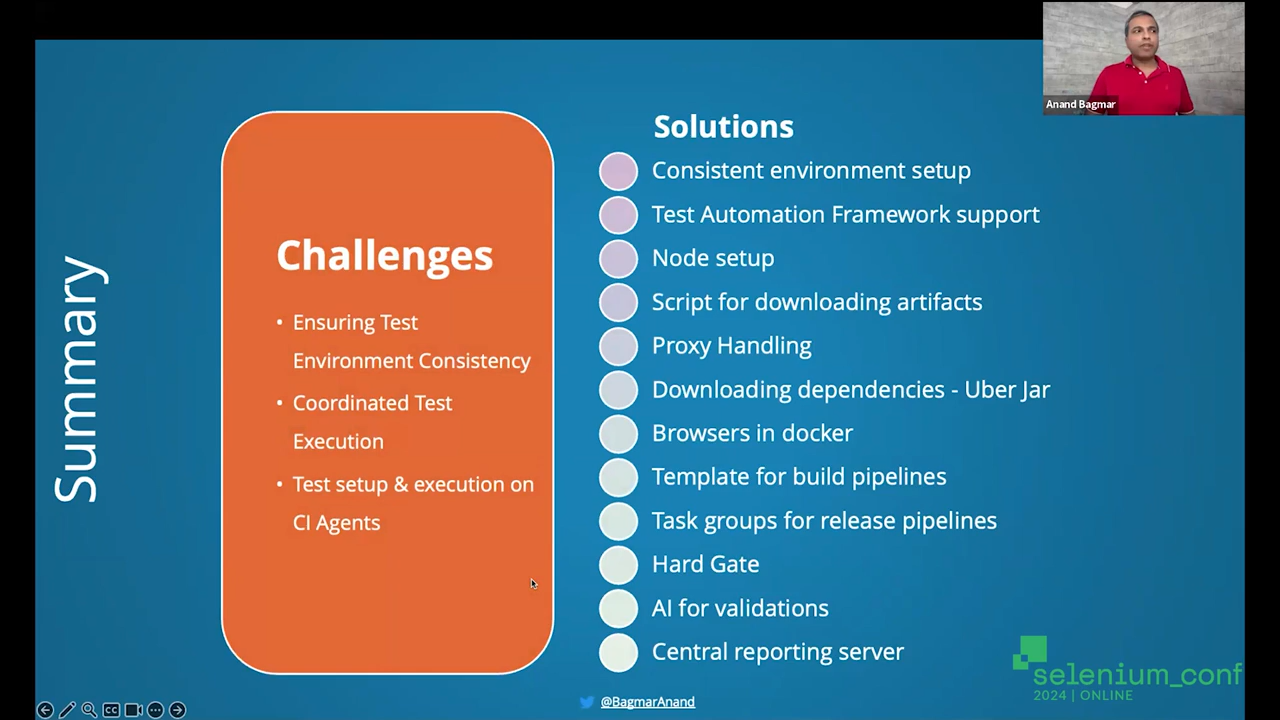 Anand Bagmar
Summary
Challenges
• Ensuring Test
Environment Consistency
• Coordinated Test
Execution
• Test setup & execution on
CI Agents
Solutions
Consistent environment setup
Test Automation Framework support
Node setup
Script for downloading artifacts
Proxy Handling
Downloading dependencies - Uber Jar
Browsers in docker
Template for build pipelines
Task groups for release pipelines
Hard Gate
AI for validations
Central reporting server
selenium_conf
2024 | ONLINE
@BagmarAnand
CC